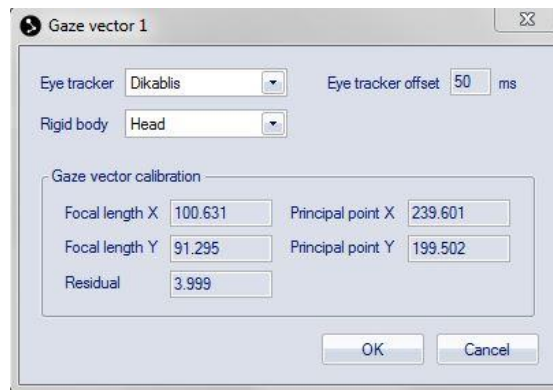 Gaze vector 1
Eye tracker Dikablis Eye tracker offset 50 ms
Rigid body Head
Gaze vector calibration
Focal length X 100.631 Principal point X 239.601
Focal length Y 91.295 Principal point Y 199.502
Residual 3.999
OK Cancel